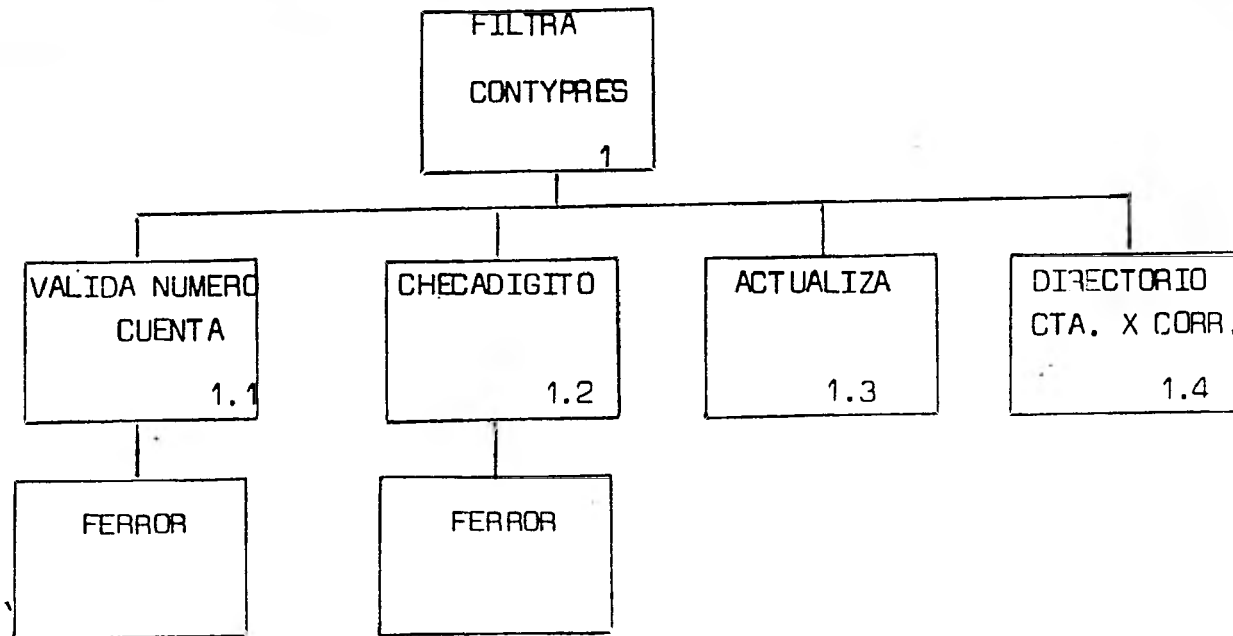 FILTRA
CONTYPRES
1
VALIDA NUMERO
CUENTA
1.1
CHECADIGITO
1.2
ACTUALIZA
1.3
DIRECTORIO
CTA. X CORR.
1.4
FERROR
FERROR